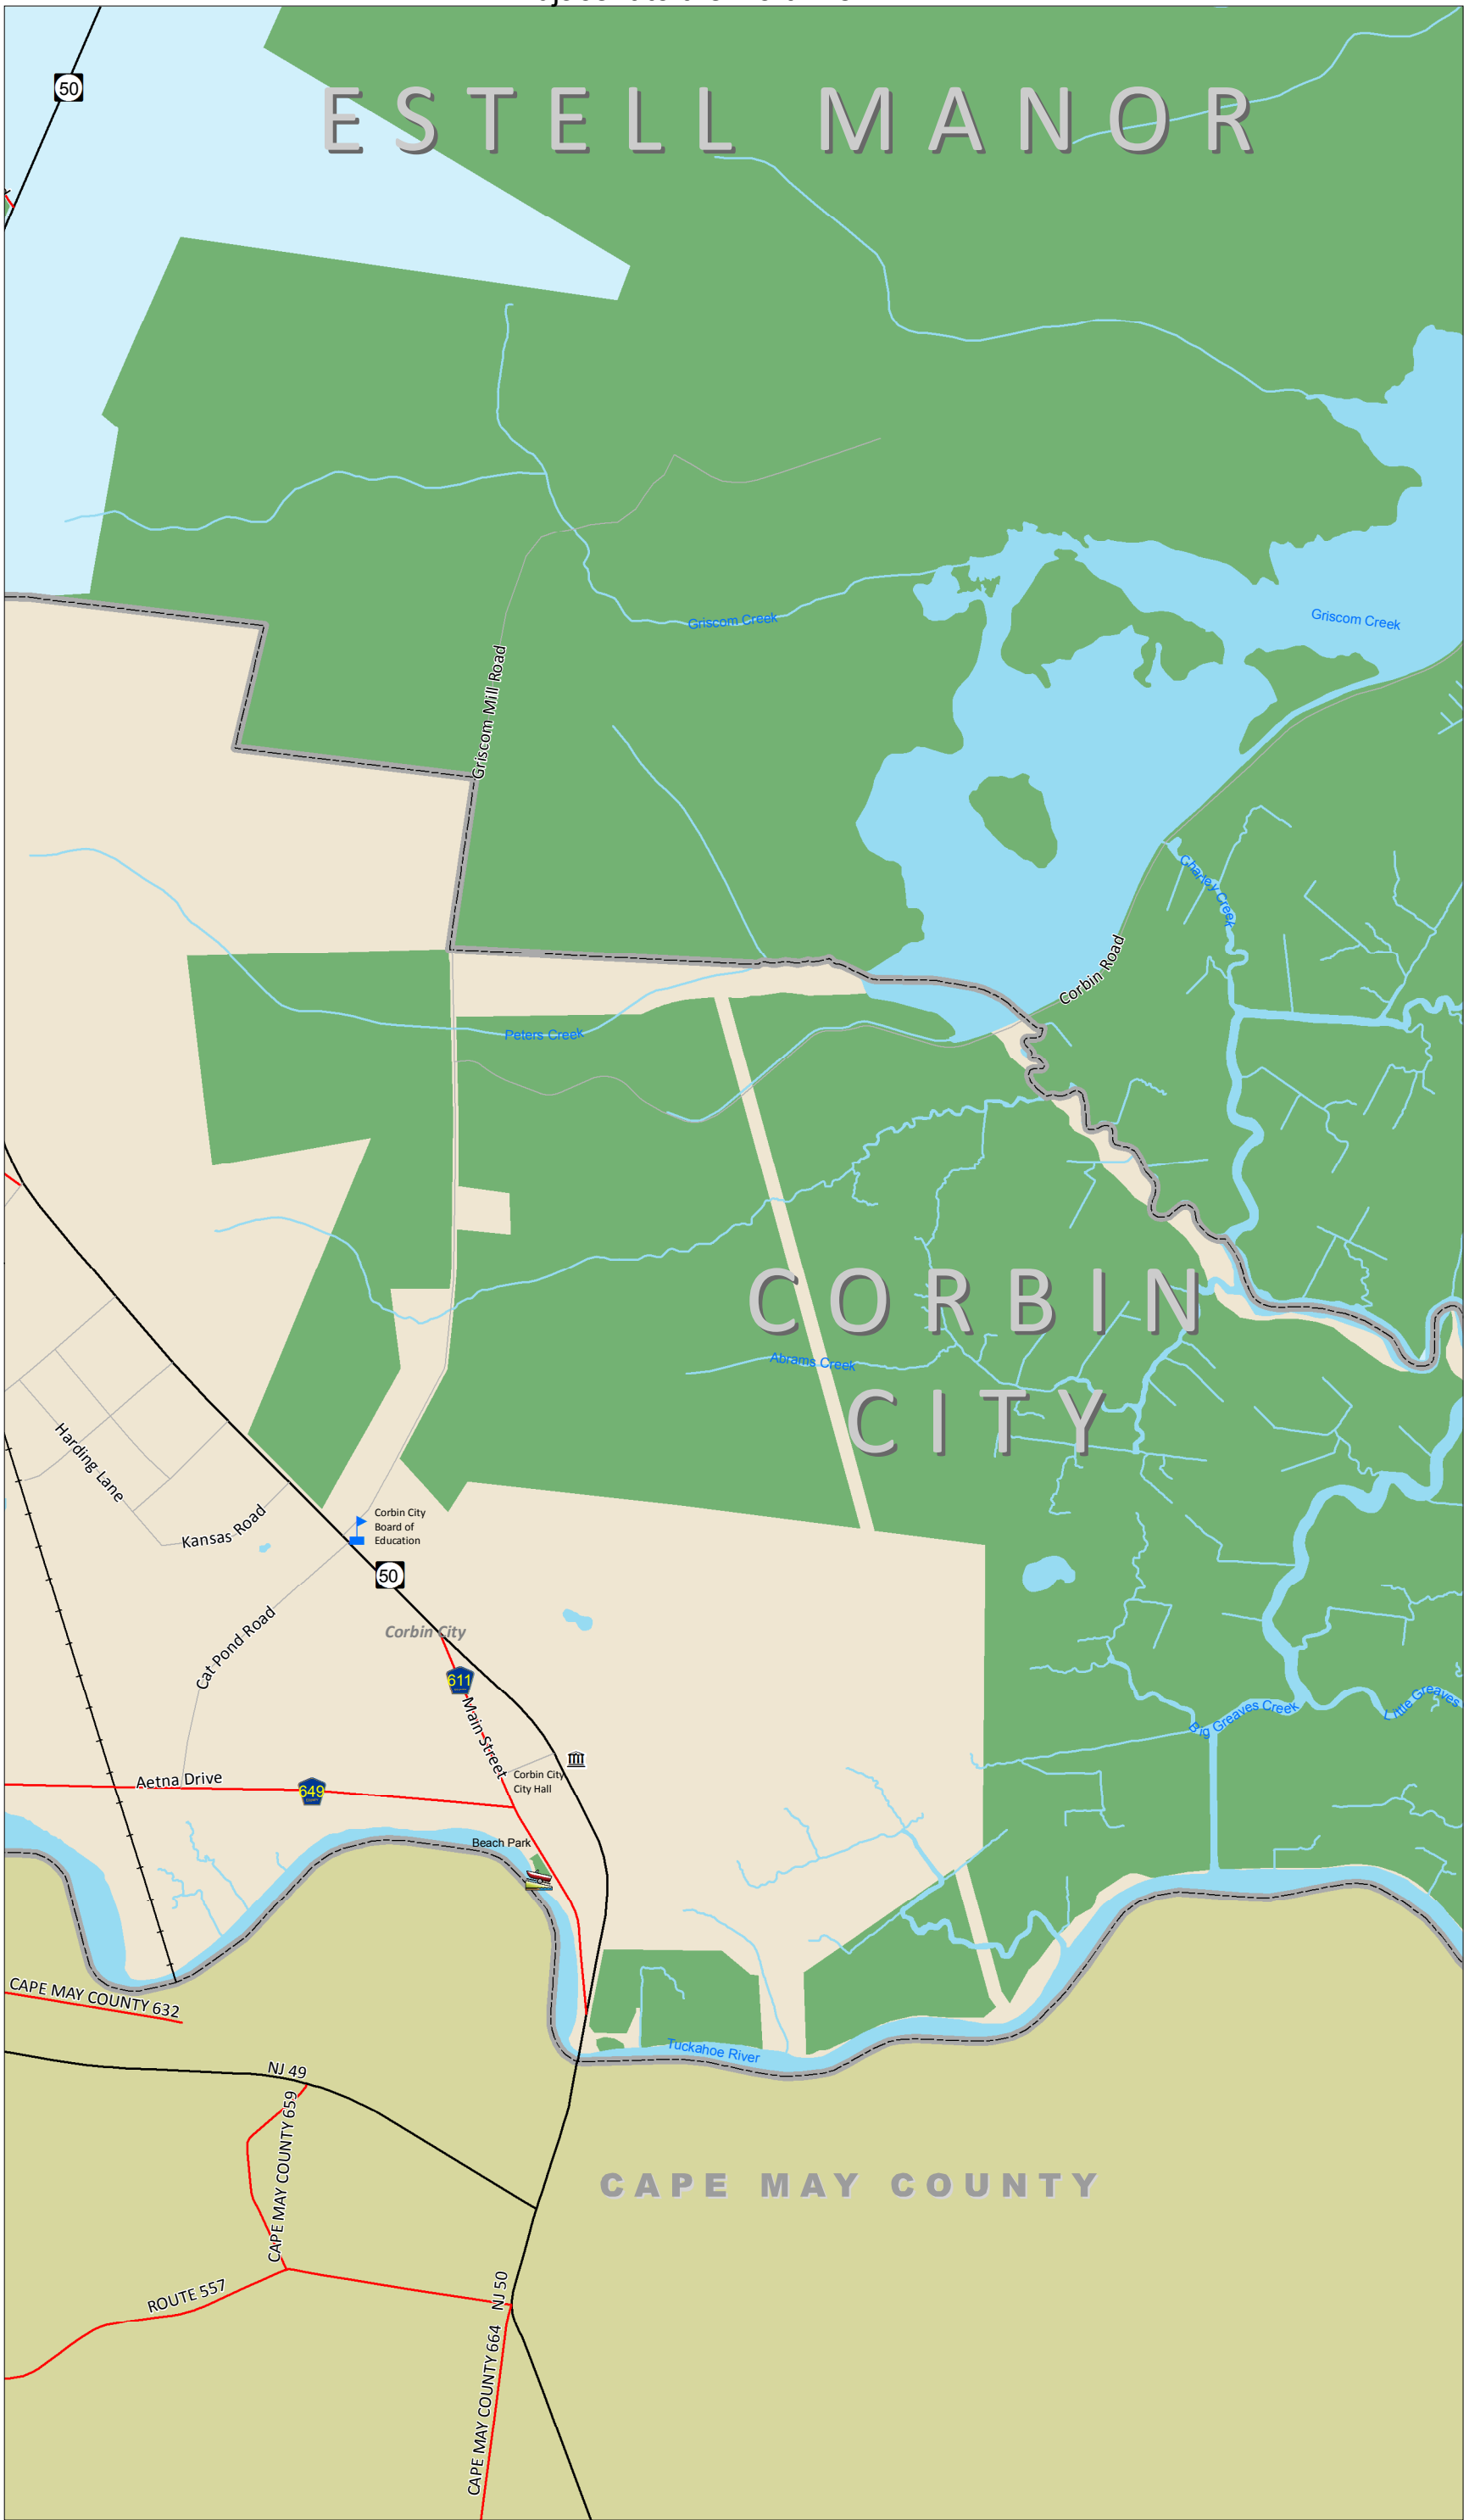 50
ESTELL MANOR
Griscom Creek
Griscom Creek
Griscom Mill Road
Charley Creek
Corbin Road
Peters Creek
CORBIN
CITY
Abrams Creek
Harding Lane
Kansas Road
Corbin City
Board of
Education
50
Corbin City
Cat Pond Road
611
Main Street
Big Greaves Creek
Little Greaves
Corbin City
City Hall
Aetna Drive
649
Beach Park
CAPE MAY COUNTY 632
Tuckahoe River
NJ 49
CAPE MAY COUNTY 659
CAPE MAY COUNTY
ROUTE 557
NJ 50
CAPE MAY COUNTY 664